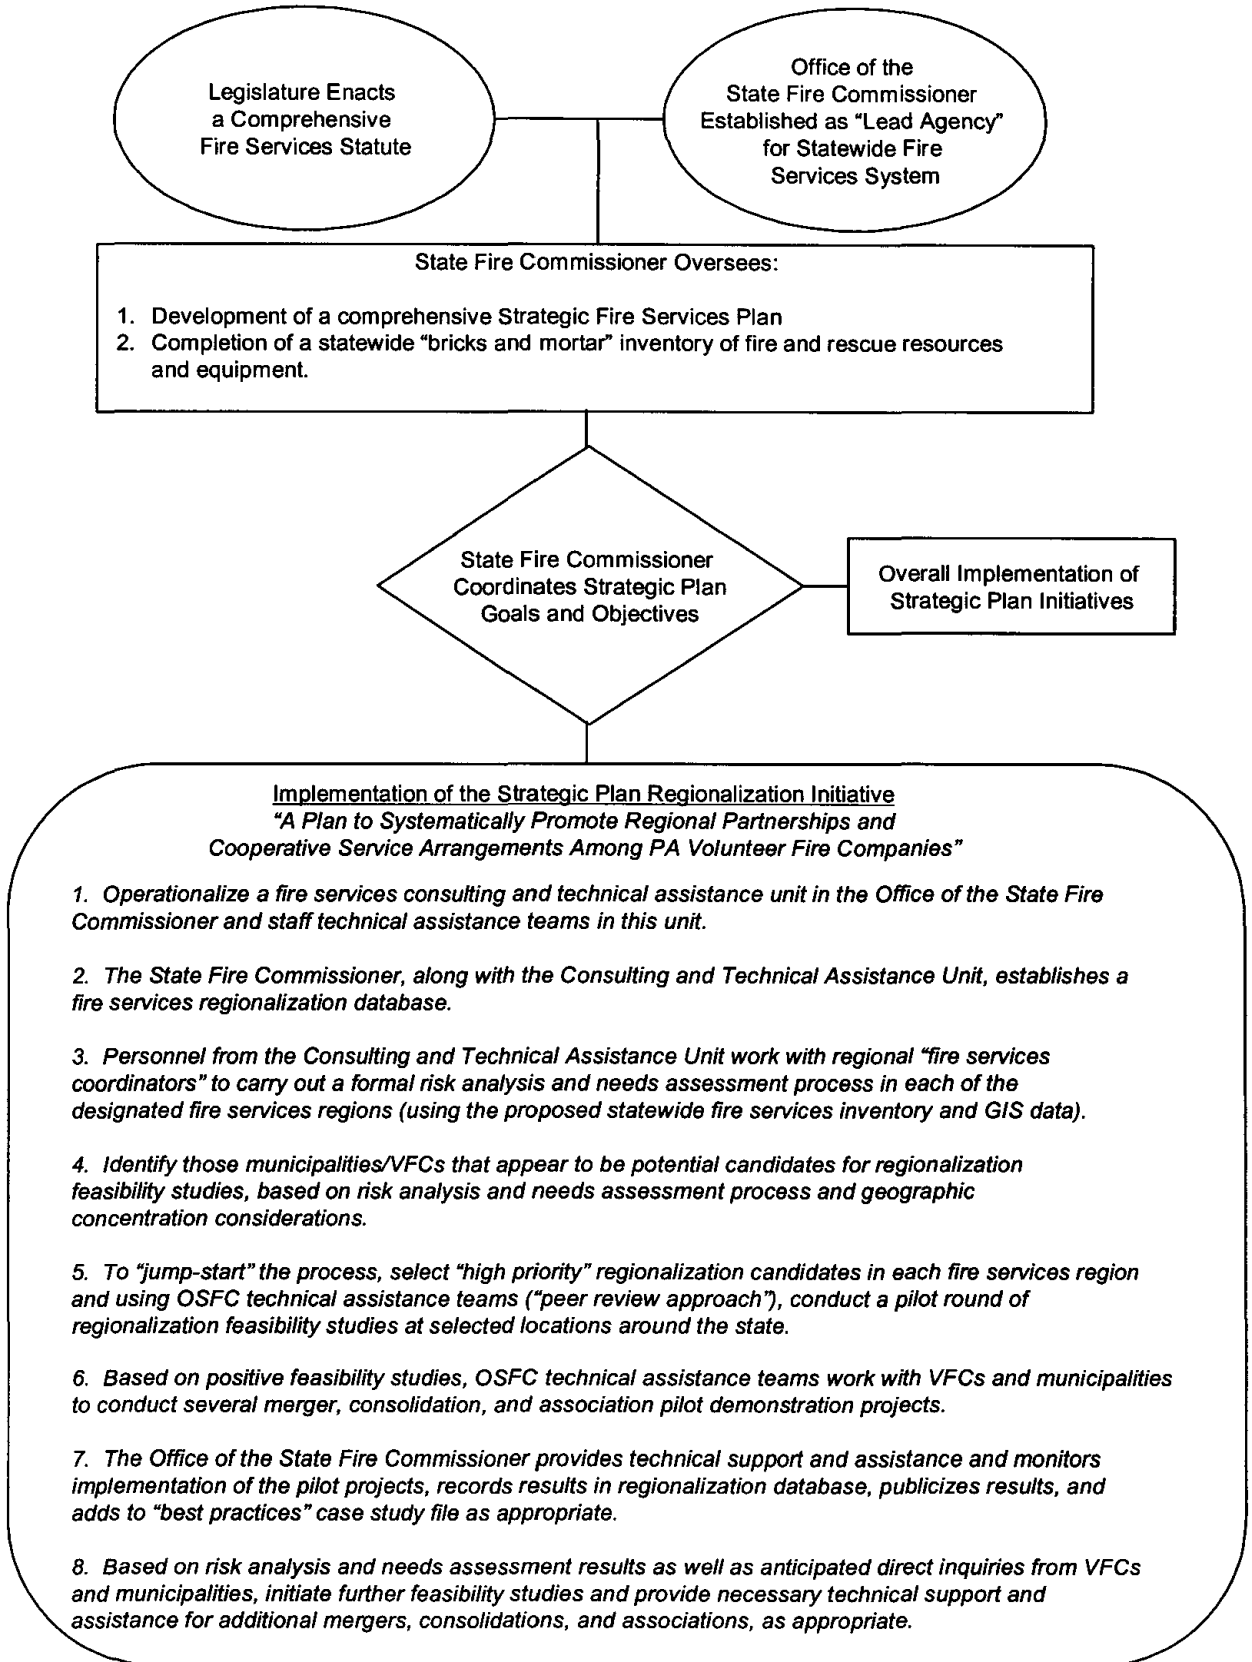 Legislature Enacts
a Comprehensive
Fire Services Statute
Office of the
State Fire Commissioner
Established as "Lead Agency"
for Statewide Fire
Services System
State Fire Commissioner Oversees:
1. Development of a comprehensive Strategic Fire Services Plan
2. Completion of a statewide "bricks and mortar" inventory of fire and rescue resources
and equipment.
State Fire Commissioner
Coordinates Strategic Plan
Goals and Objectives
Overall Implementation of
Strategic Plan Initiatives
Implementation of the Strategic Plan Regionalization Initiative
"A Plan to Systematically Promote Regional Partnerships and
Cooperative Service Arrangements Among PA Volunteer Fire Companies"
1. Operationalize a fire services consulting and technical assistance unit in the Office of the State Fire
Commissioner and staff technical assistance teams in this unit.
2. The State Fire Commissioner, along with the Consulting and Technical Assistance Unit, establishes a
fire services regionalization database.
3. Personnel from the Consulting and Technical Assistance Unit work with regional "fire services
coordinators" to carry out a formal risk analysis and needs assessment process in each of the
designated fire services regions (using the proposed statewide fire services inventory and GIS data).
4. Identify those municipalities/VFCs that appear to be potential candidates for regionalization
feasibility studies, based on risk analysis and needs assessment process and geographic
concentration considerations.
5. To "jump-start" the process, select "high priority" regionalization candidates in each fire services region
and using OSFC technical assistance teams ("peer review approach"), conduct a pilot round of
regionalization feasibility studies at selected locations around the state.
6. Based on positive feasibility studies, OSFC technical assistance teams work with VFCs and municipalities
to conduct several merger, consolidation, and association pilot demonstration projects.
7. The Office of the State Fire Commissioner provides technical support and assistance and monitors
implementation of the pilot projects, records results in regionalization database, publicizes results, and
adds to "best practices" case study file as appropriate.
8. Based on risk analysis and needs assessment results as well as anticipated direct inquiries from VFCs
and municipalities, initiate further feasibility studies and provide necessary technical support and
assistance for additional mergers, consolidations, and associations, as appropriate.